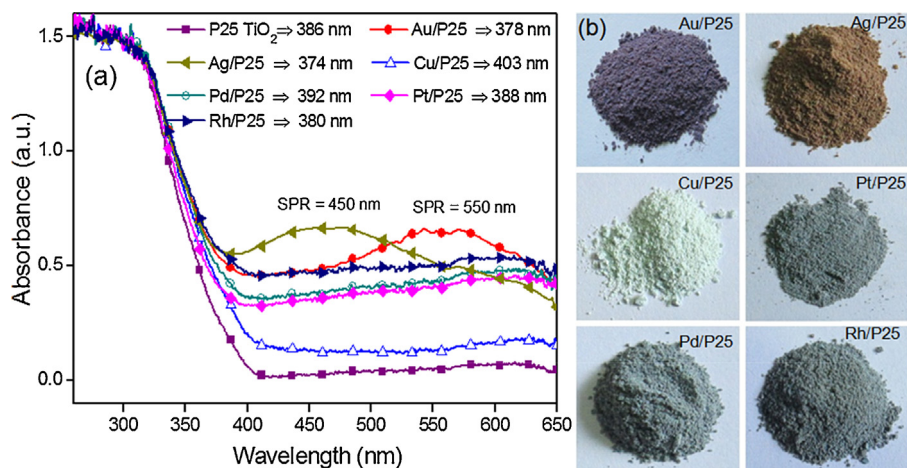 (a)
P25 TiO₂⇒386 nm
Au/P25 ⇒378 nm
Ag/P25 ⇒374 nm
Cu/P25⇒403 nm
Pd/P25 ⇒ 392 nm
Pt/P25 ⇒388 nm
Rh/P25 ⇒ 380 nm
SPR = 450 nm
SPR = 550 nm
Absorbance (a.u.)
1.5
1.0
0.5
0.0
300 350 400 450 500 550 600 650
Wavelength (nm)
(b)
Au/P25
Ag/P25
Cu/P25
Pt/P25
Pd/P25
Rh/P25